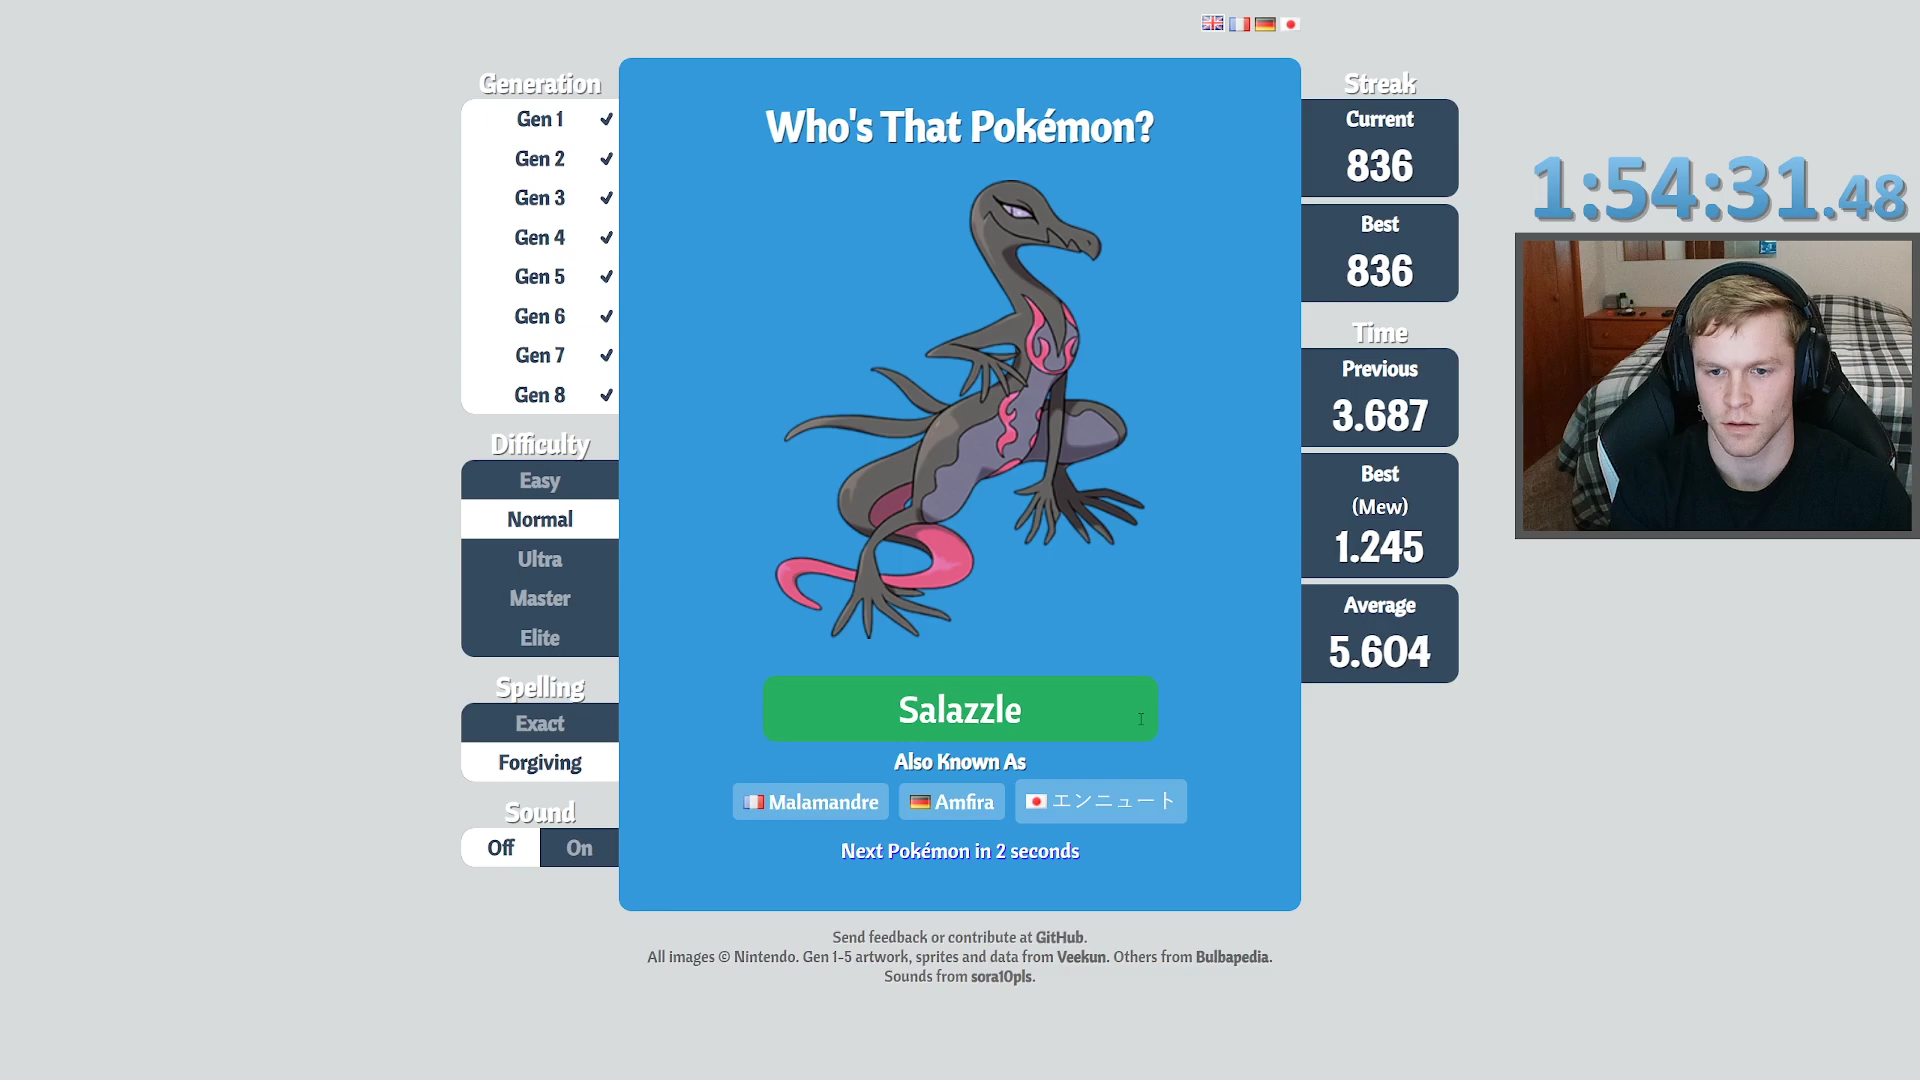 Generation
Gen 1
Gen 2
Gen 3
Gen 4
Gen 5
Gen 6
Gen 7
Gen 8
Difficulty
Easy
Normal
Ultra
Master
Elite
Spelling
Exact
Forgiving
Sound
Off On
Who's That Pokémon?
Salazzle
Also Known As
Malamandre Amfira エンニュート
Next Pokémon in 2 seconds
Streak
Current
836
Best
836
Time
Previous
3.687
Best
(Mew)
1.245
Average
5.604
1:54:31.48
Send feedback or contribute at GitHub.
All images © Nintendo. Gen 1-5 artwork, sprites and data from Veekun. Others from Bulbapedia.
Sounds from sora10pls.